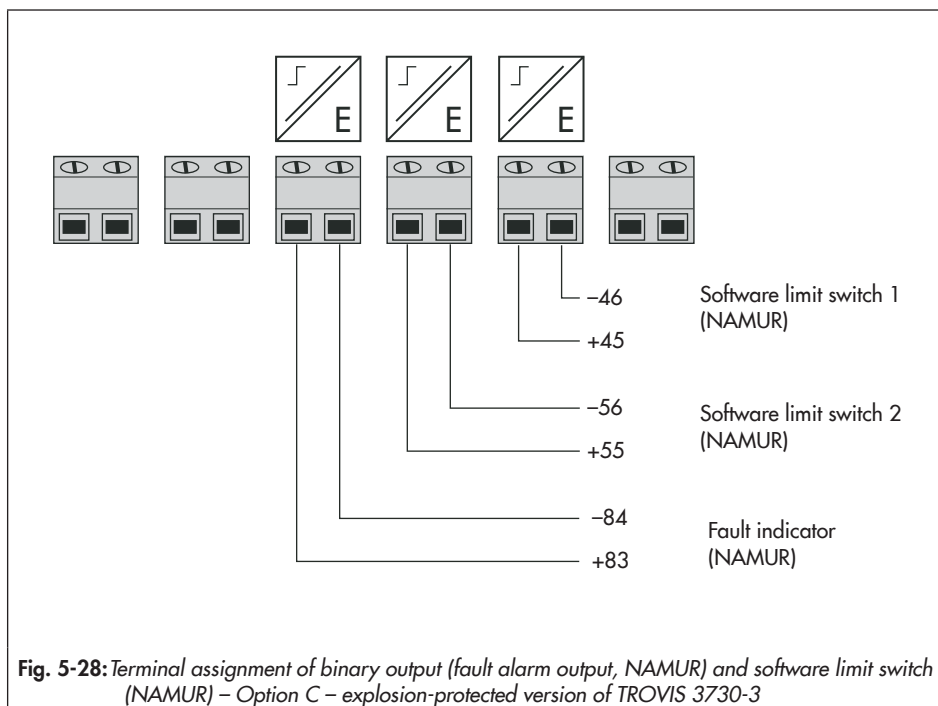 E E E
−46 Software limit switch 1
(NAMUR)
+45
−56 Software limit switch 2
(NAMUR)
+55
−84 Fault indicator
(NAMUR)
+83
Fig. 5-28: Terminal assignment of binary output (fault alarm output, NAMUR) and software limit switch
(NAMUR) – Option C – explosion-protected version of TROVIS 3730-3